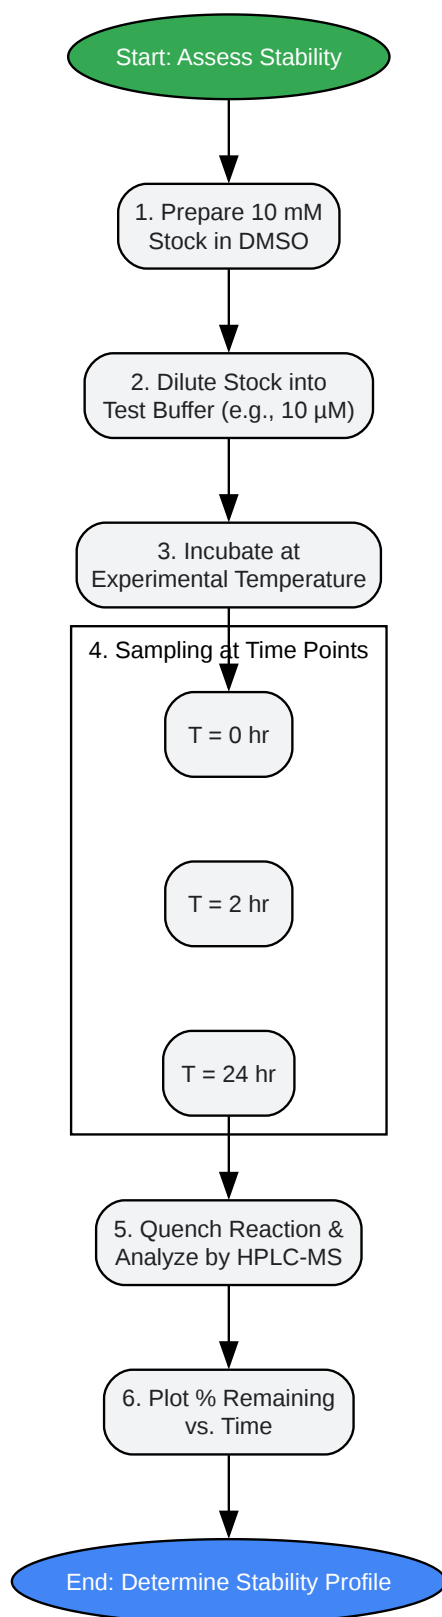 Start: Assess Stability
1. Prepare 10 mM
Stock in DMSO
2. Dilute Stock into
Test Buffer (e.g., 10 µM)
3. Incubate at
Experimental Temperature
4. Sampling at Time Points
T = 0 hr
T = 2 hr
T = 24 hr
5. Quench Reaction &
Analyze by HPLC-MS
6. Plot % Remaining
vs. Time
End: Determine Stability Profile